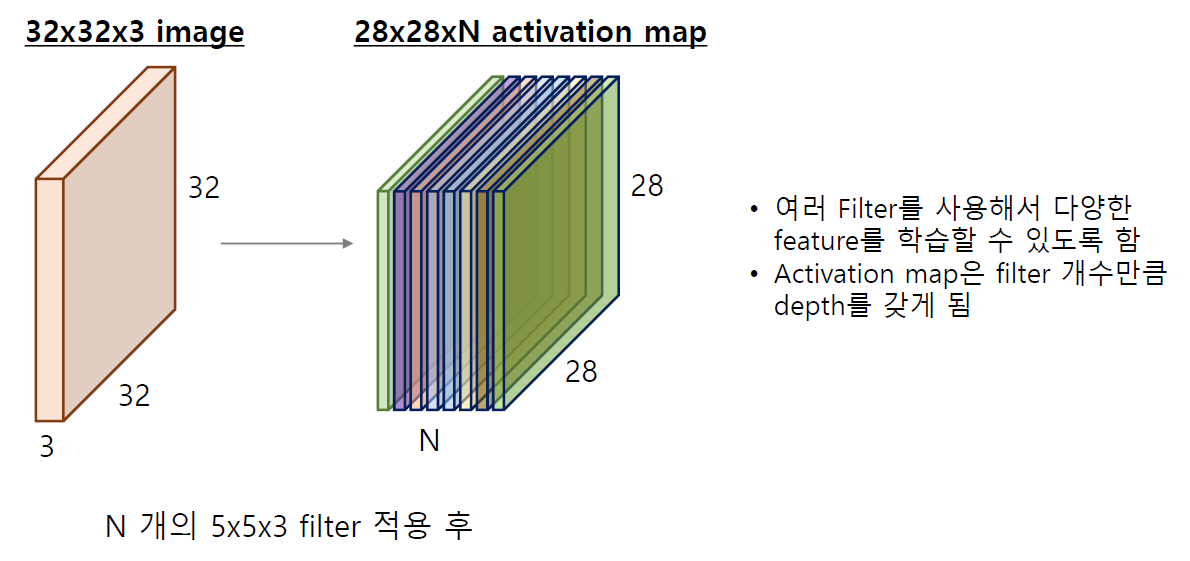 32x32x3 image
28x28xN activation map
32
32
3
28
28
N
• 여러 Filter를 사용해서 다양한
feature를 학습할 수 있도록 함
• Activation map은 filter 개수만큼
depth를 갖게 됨
N 개의 5x5x3 filter 적용 후